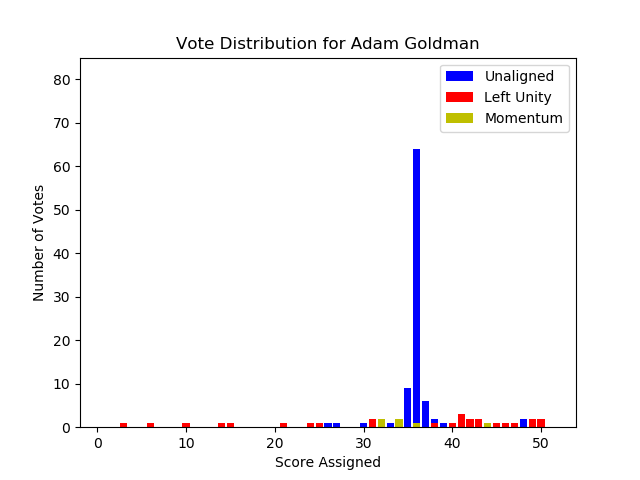 Vote Distribution for Adam Goldman
Unaligned
Left Unity
Momentum
80
70
60
50
40
30
20
10
0
Number of Votes
0 10 20 30 40 50
Score Assigned